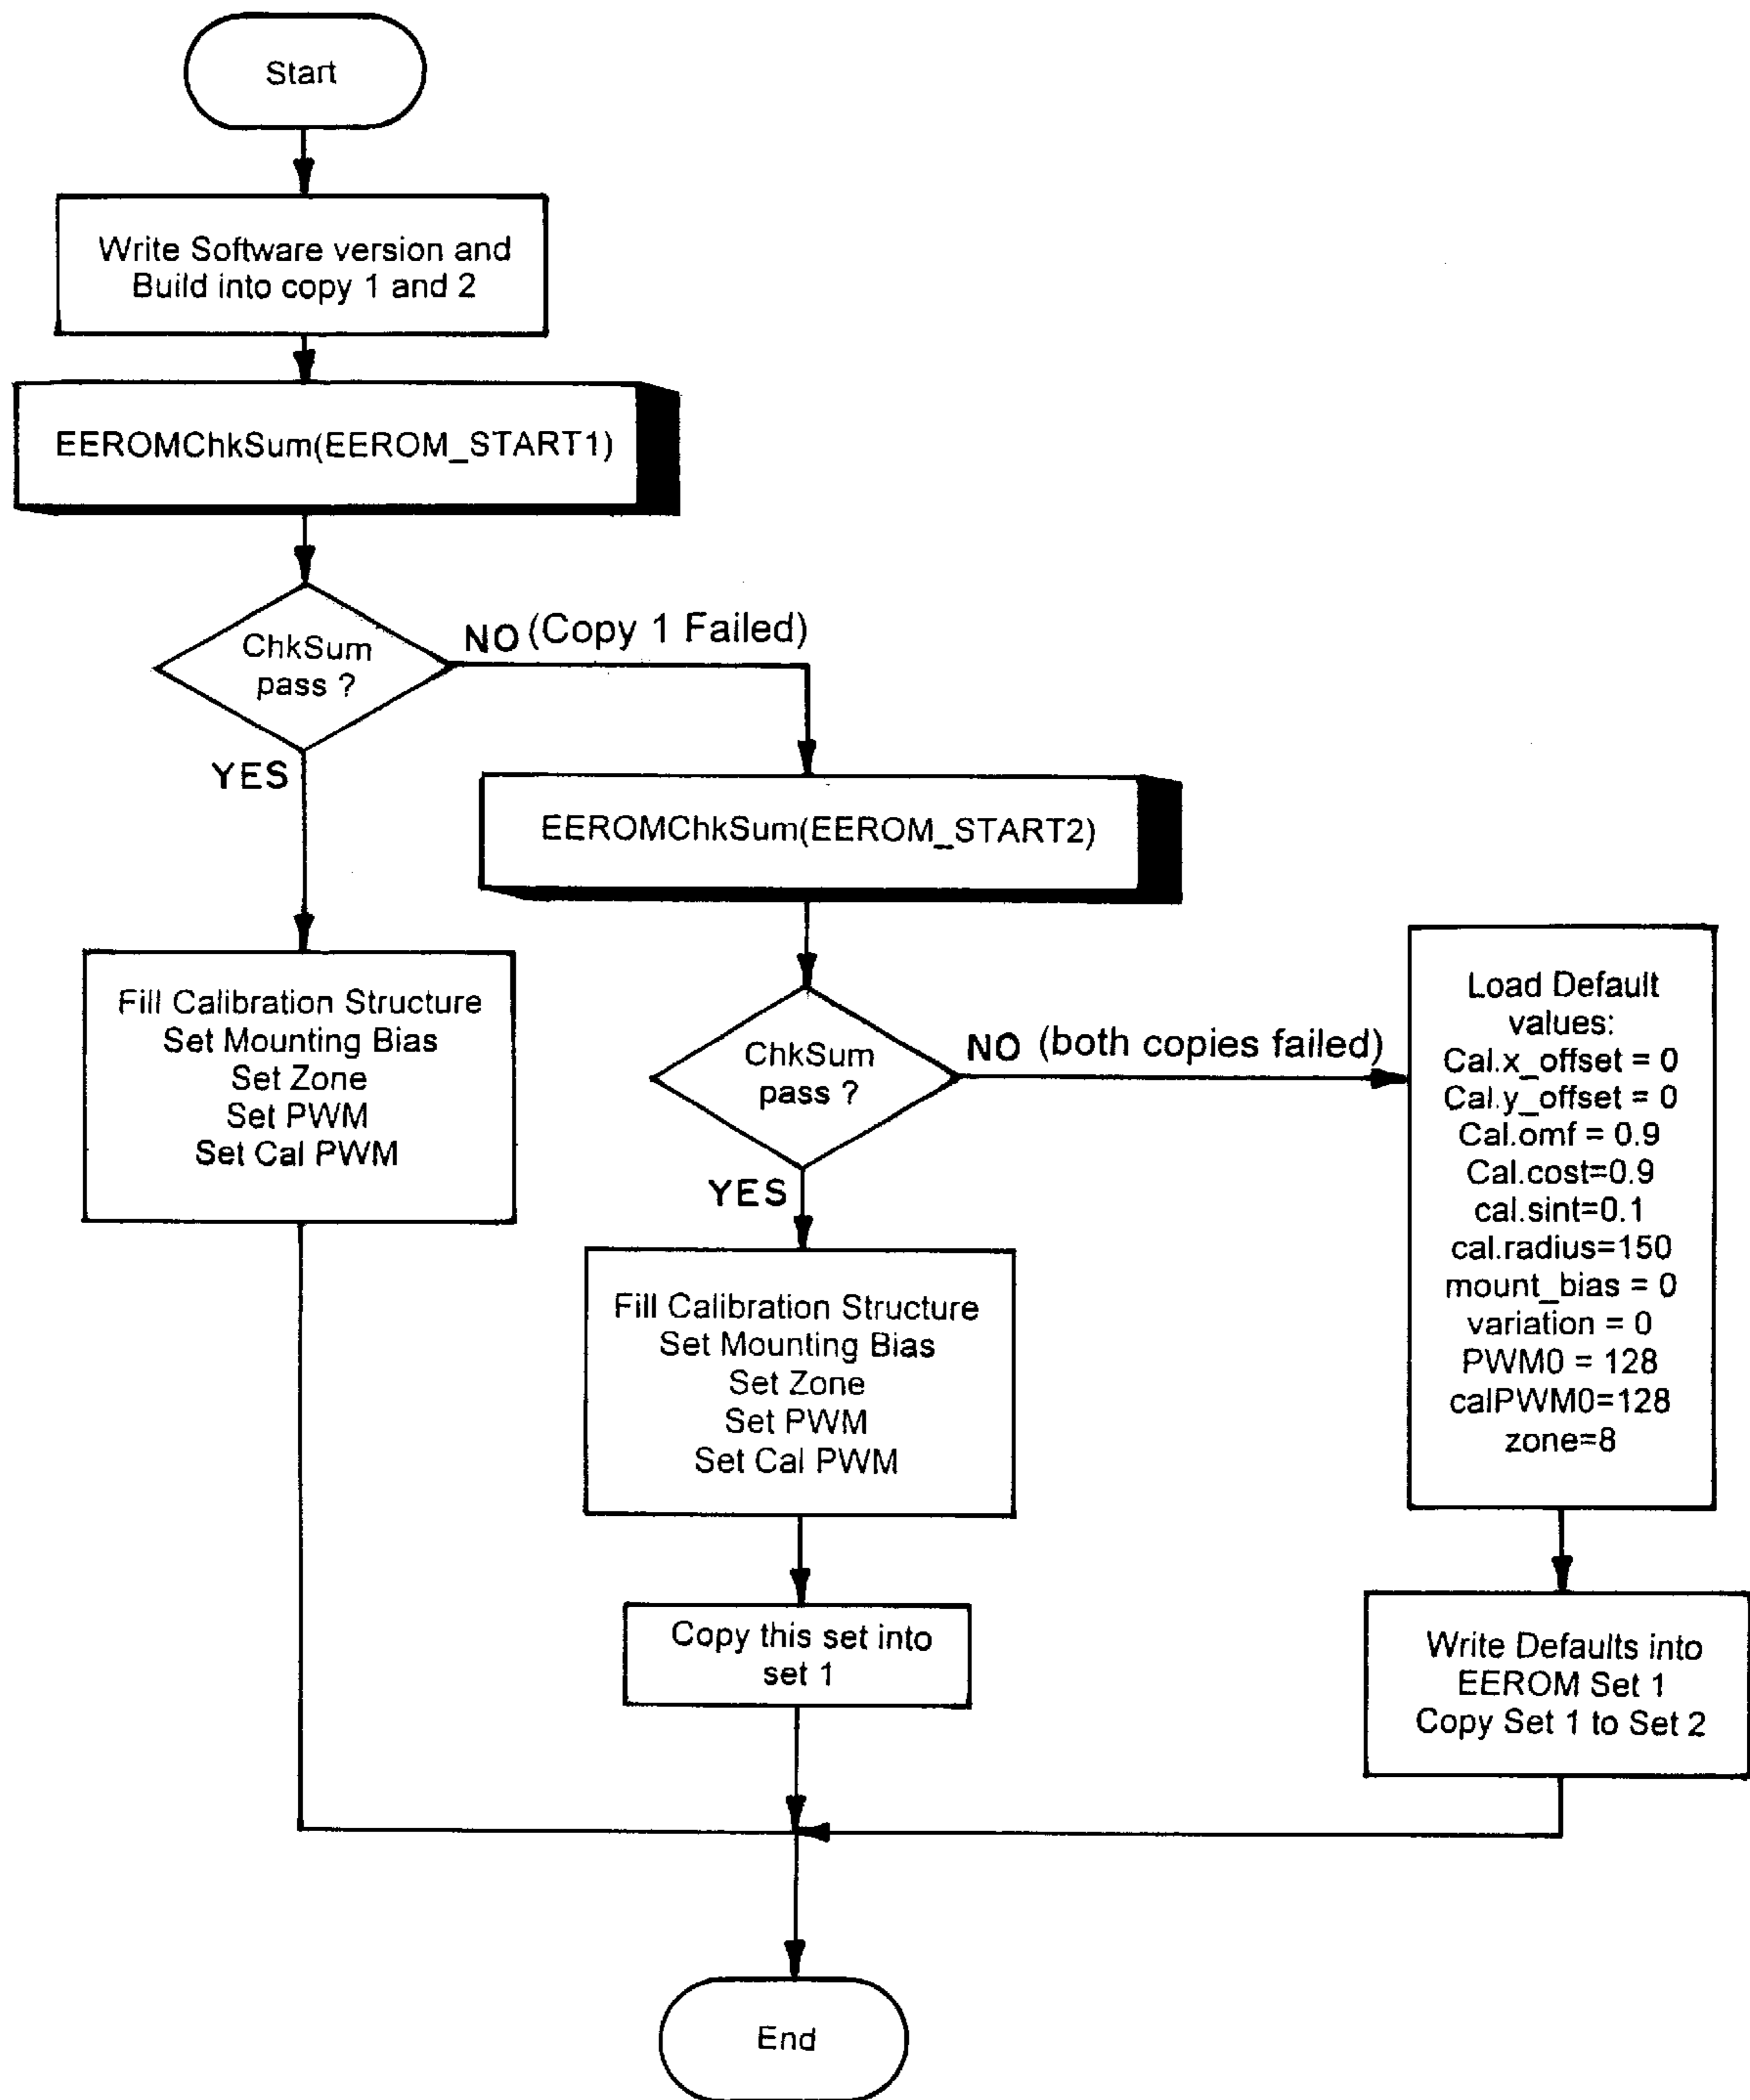 Start
Write Software version and
Build into copy 1 and 2
EEROMChkSum(EEROM_START1)
ChkSum
pass ?
NO (Copy 1 Failed)
YES
EEROMChkSum(EEROM_START2)
Fill Calibration Structure
Set Mounting Bias
Set Zone
Set PWM
Set Cal PWM
ChkSum
pass ?
NO (both copies failed)
YES
Load Default
values:
Cal.x_offset = 0
Cal.y_offset = 0
Cal.omf = 0.9
Cal.cost=0.9
cal.sint=0.1
cal.radius=150
mount_bias = 0
variation = 0
PWM0 = 128
calPWM0=128
zone=8
Fill Calibration Structure
Set Mounting Bias
Set Zone
Set PWM
Set Cal PWM
Copy this set into
set 1
Write Defaults into
EEROM Set 1
Copy Set 1 to Set 2
End